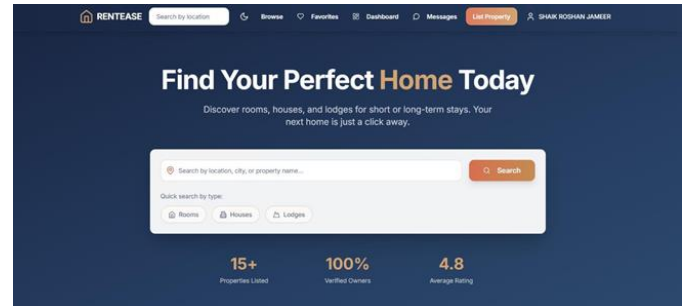 RENTEASE Search by location Browse Favorites Dashboard Messages List Property SHAIK ROSHAN JAMEER
Find Your Perfect Home Today
Discover rooms, houses, and lodges for short or long-term stays. Your
next home is just a click away.
Search by location, city, or property name... Search
Quick search by type:
Rooms Houses Lodges
15+ 100% 4.8
Properties Listed Verified Owners Average Rating